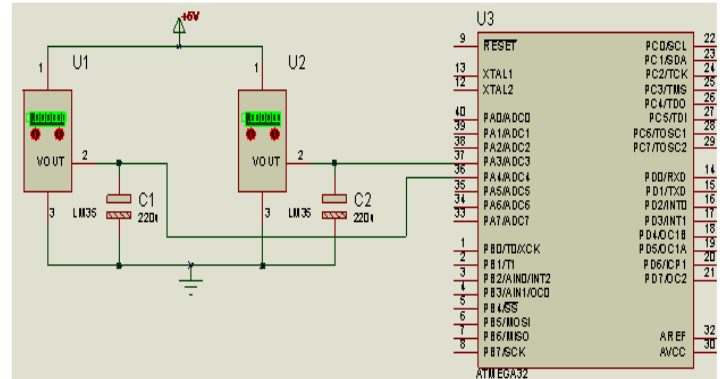 +5V
U1
1
VOUT
2
3
LM35
C1
220u
U2
1
VOUT
2
3
LM35
C2
220u
U3
9 RESET
13 XTAL1
12 XTAL2
40 PA0/ADC0
39 PA1/ADC1
38 PA2/ADC2
37 PA3/ADC3
36 PA4/ADC4
35 PA5/ADC5
34 PA6/ADC6
33 PA7/ADC7
1 PB0/T0/XCK
2 PB1/T1
3 PB2/AIN0/INT2
4 PB3/AIN1/OC0
5 PB4/SS
6 PB5/MOSI
7 PB6/MISO
8 PB7/SCK
PC0/SCL 22
PC1/SDA 23
PC2/TCK 24
PC3/TMS 25
PC4/TDO 26
PC5/TDI 27
PC6/TOSC1 28
PC7/TOSC2 29
PD0/RXD 14
PD1/TXD 15
PD2/INT0 16
PD3/INT1 17
PD4/OC1B 18
PD5/OC1A 19
PD6/ICP1 20
PD7/OC2 21
AREF 32
AVCC 30
ATMEGA32